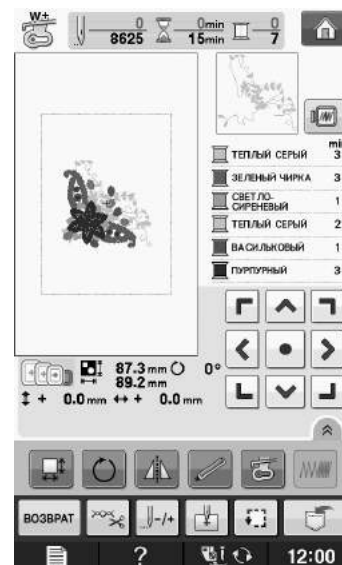 W+
0 0min 0
8625 15min 7
min
ТЕПЛЫЙ СЕРЫЙ 3
ЗЕЛЕНЫЙ ЧИРКА 3
СВЕТЛО-
СИРЕНЕВЫЙ 1
ТЕПЛЫЙ СЕРЫЙ 2
ВАСИЛЬКОВЫЙ 1
ПУРПУРНЫЙ 3
87.3 mm 0°
89.2 mm
+ 0.0 mm + 0.0 mm
ВОЗВРАТ -/+
? 12:00